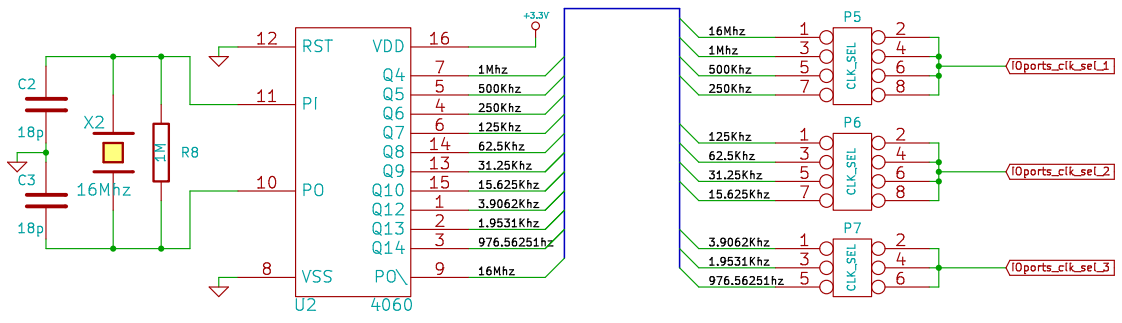 C2
18p
C3
18p
X2
16Mhz
1M
R8
12 RST
11 PI
10 PO
8 VSS
U2
4060
VDD 16
+3.3V
Q4 7 1Mhz
Q5 5 500Khz
Q6 4 250Khz
Q7 6 125Khz
Q8 14 62.5Khz
Q9 13 31.25Khz
Q10 15 15.625Khz
Q12 1 3.9062Khz
Q13 2 1.9531Khz
Q14 3 976.56251hz
PO\ 9 16Mhz
P5
CLK_SEL
16Mhz 1 2
1Mhz 3 4
500Khz 5 6
250Khz 7 8
IOports_clk_sel_1
P6
CLK_SEL
125Khz 1 2
62.5Khz 3 4
31.25Khz 5 6
15.625Khz 7 8
IOports_clk_sel_2
P7
CLK_SEL
3.9062Khz 1 2
1.9531Khz 3 4
976.56251hz 5 6
IOports_clk_sel_3